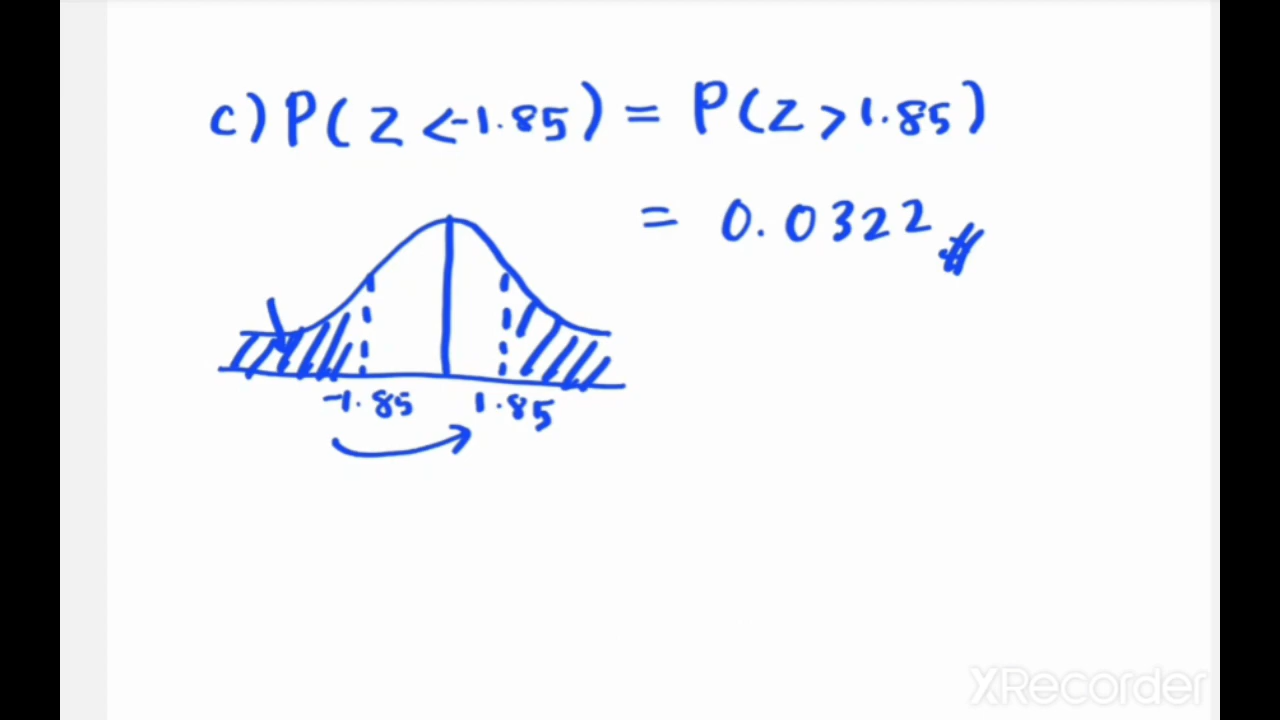 c) P(Z < -1.85) = P(Z > 1.85)
= 0.0322
-1.85 1.85
XRecorder